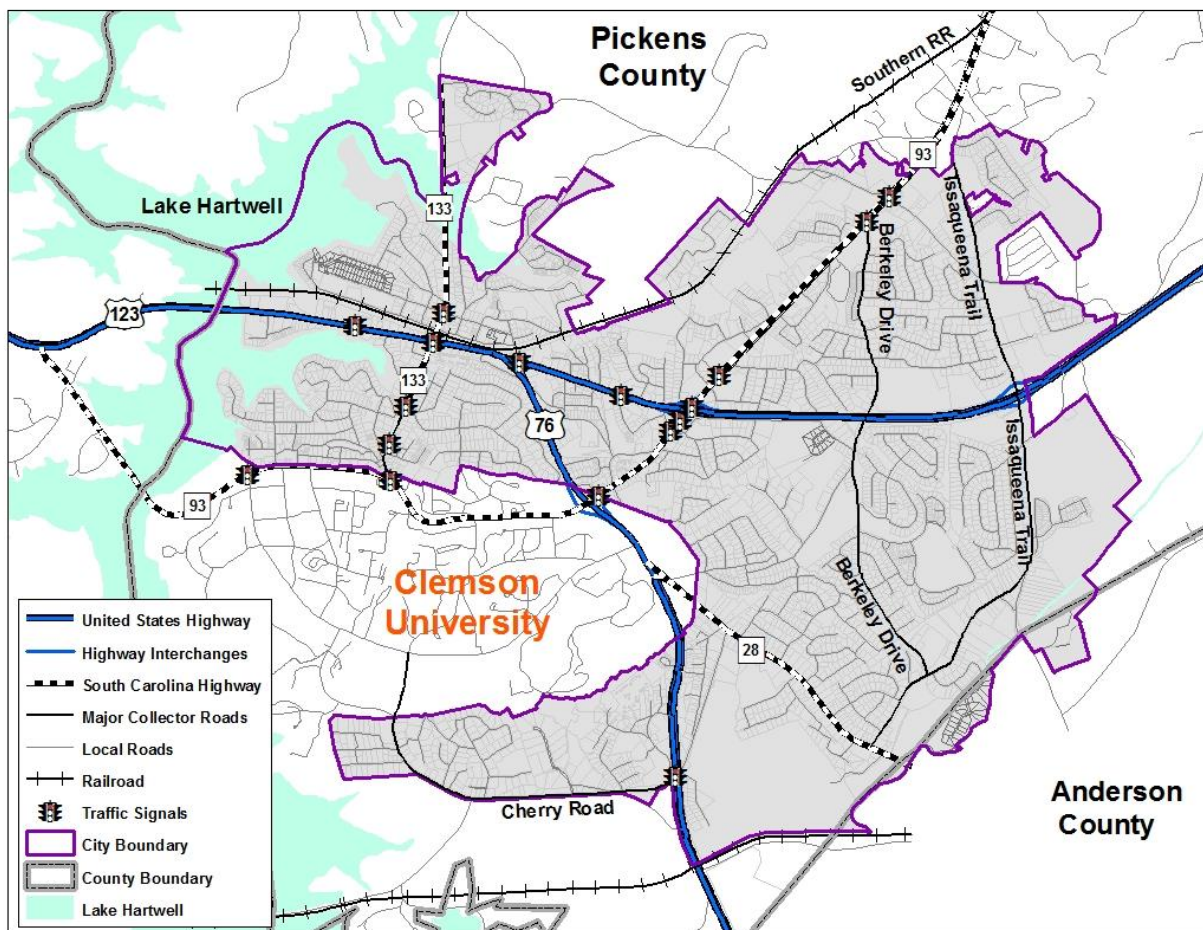 Pickens
County
Southern RR
93
Issaqueena Trail
Lake Hartwell
133
Berkeley Drive
123
133
76
Issaqueena Trail
93
Clemson
University
Berkeley Drive
28
Cherry Road
Anderson
County
United States Highway
Highway Interchanges
South Carolina Highway
Major Collector Roads
Local Roads
Railroad
Traffic Signals
City Boundary
County Boundary
Lake Hartwell